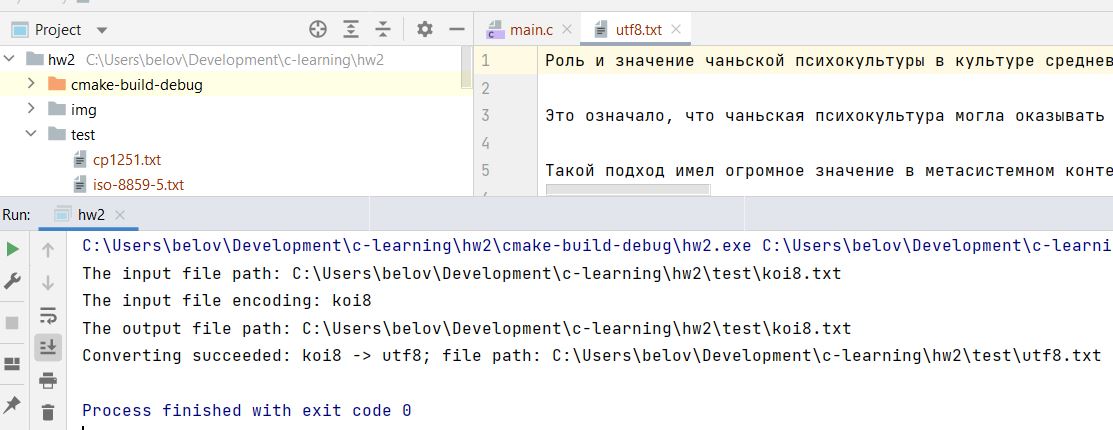 Project
main.c
utf8.txt
hw2 C:\Users\belov\Development\c-learning\hw2
cmake-build-debug
img
test
cp1251.txt
iso-8859-5.txt
1 Роль и значение чаньской психокультуры в культуре среднев
2
3 Это означало, что чаньская психокультура могла оказывать
4
5 Такой подход имел огромное значение в метасистемном конте
Run: hw2
C:\Users\belov\Development\c-learning\hw2\cmake-build-debug\hw2.exe C:\Users\belov\Development\c-learni
The input file path: C:\Users\belov\Development\c-learning\hw2\test\koi8.txt
The input file encoding: koi8
The output file path: C:\Users\belov\Development\c-learning\hw2\test\koi8.txt
Converting succeeded: koi8 -> utf8; file path: C:\Users\belov\Development\c-learning\hw2\test\utf8.txt
Process finished with exit code 0